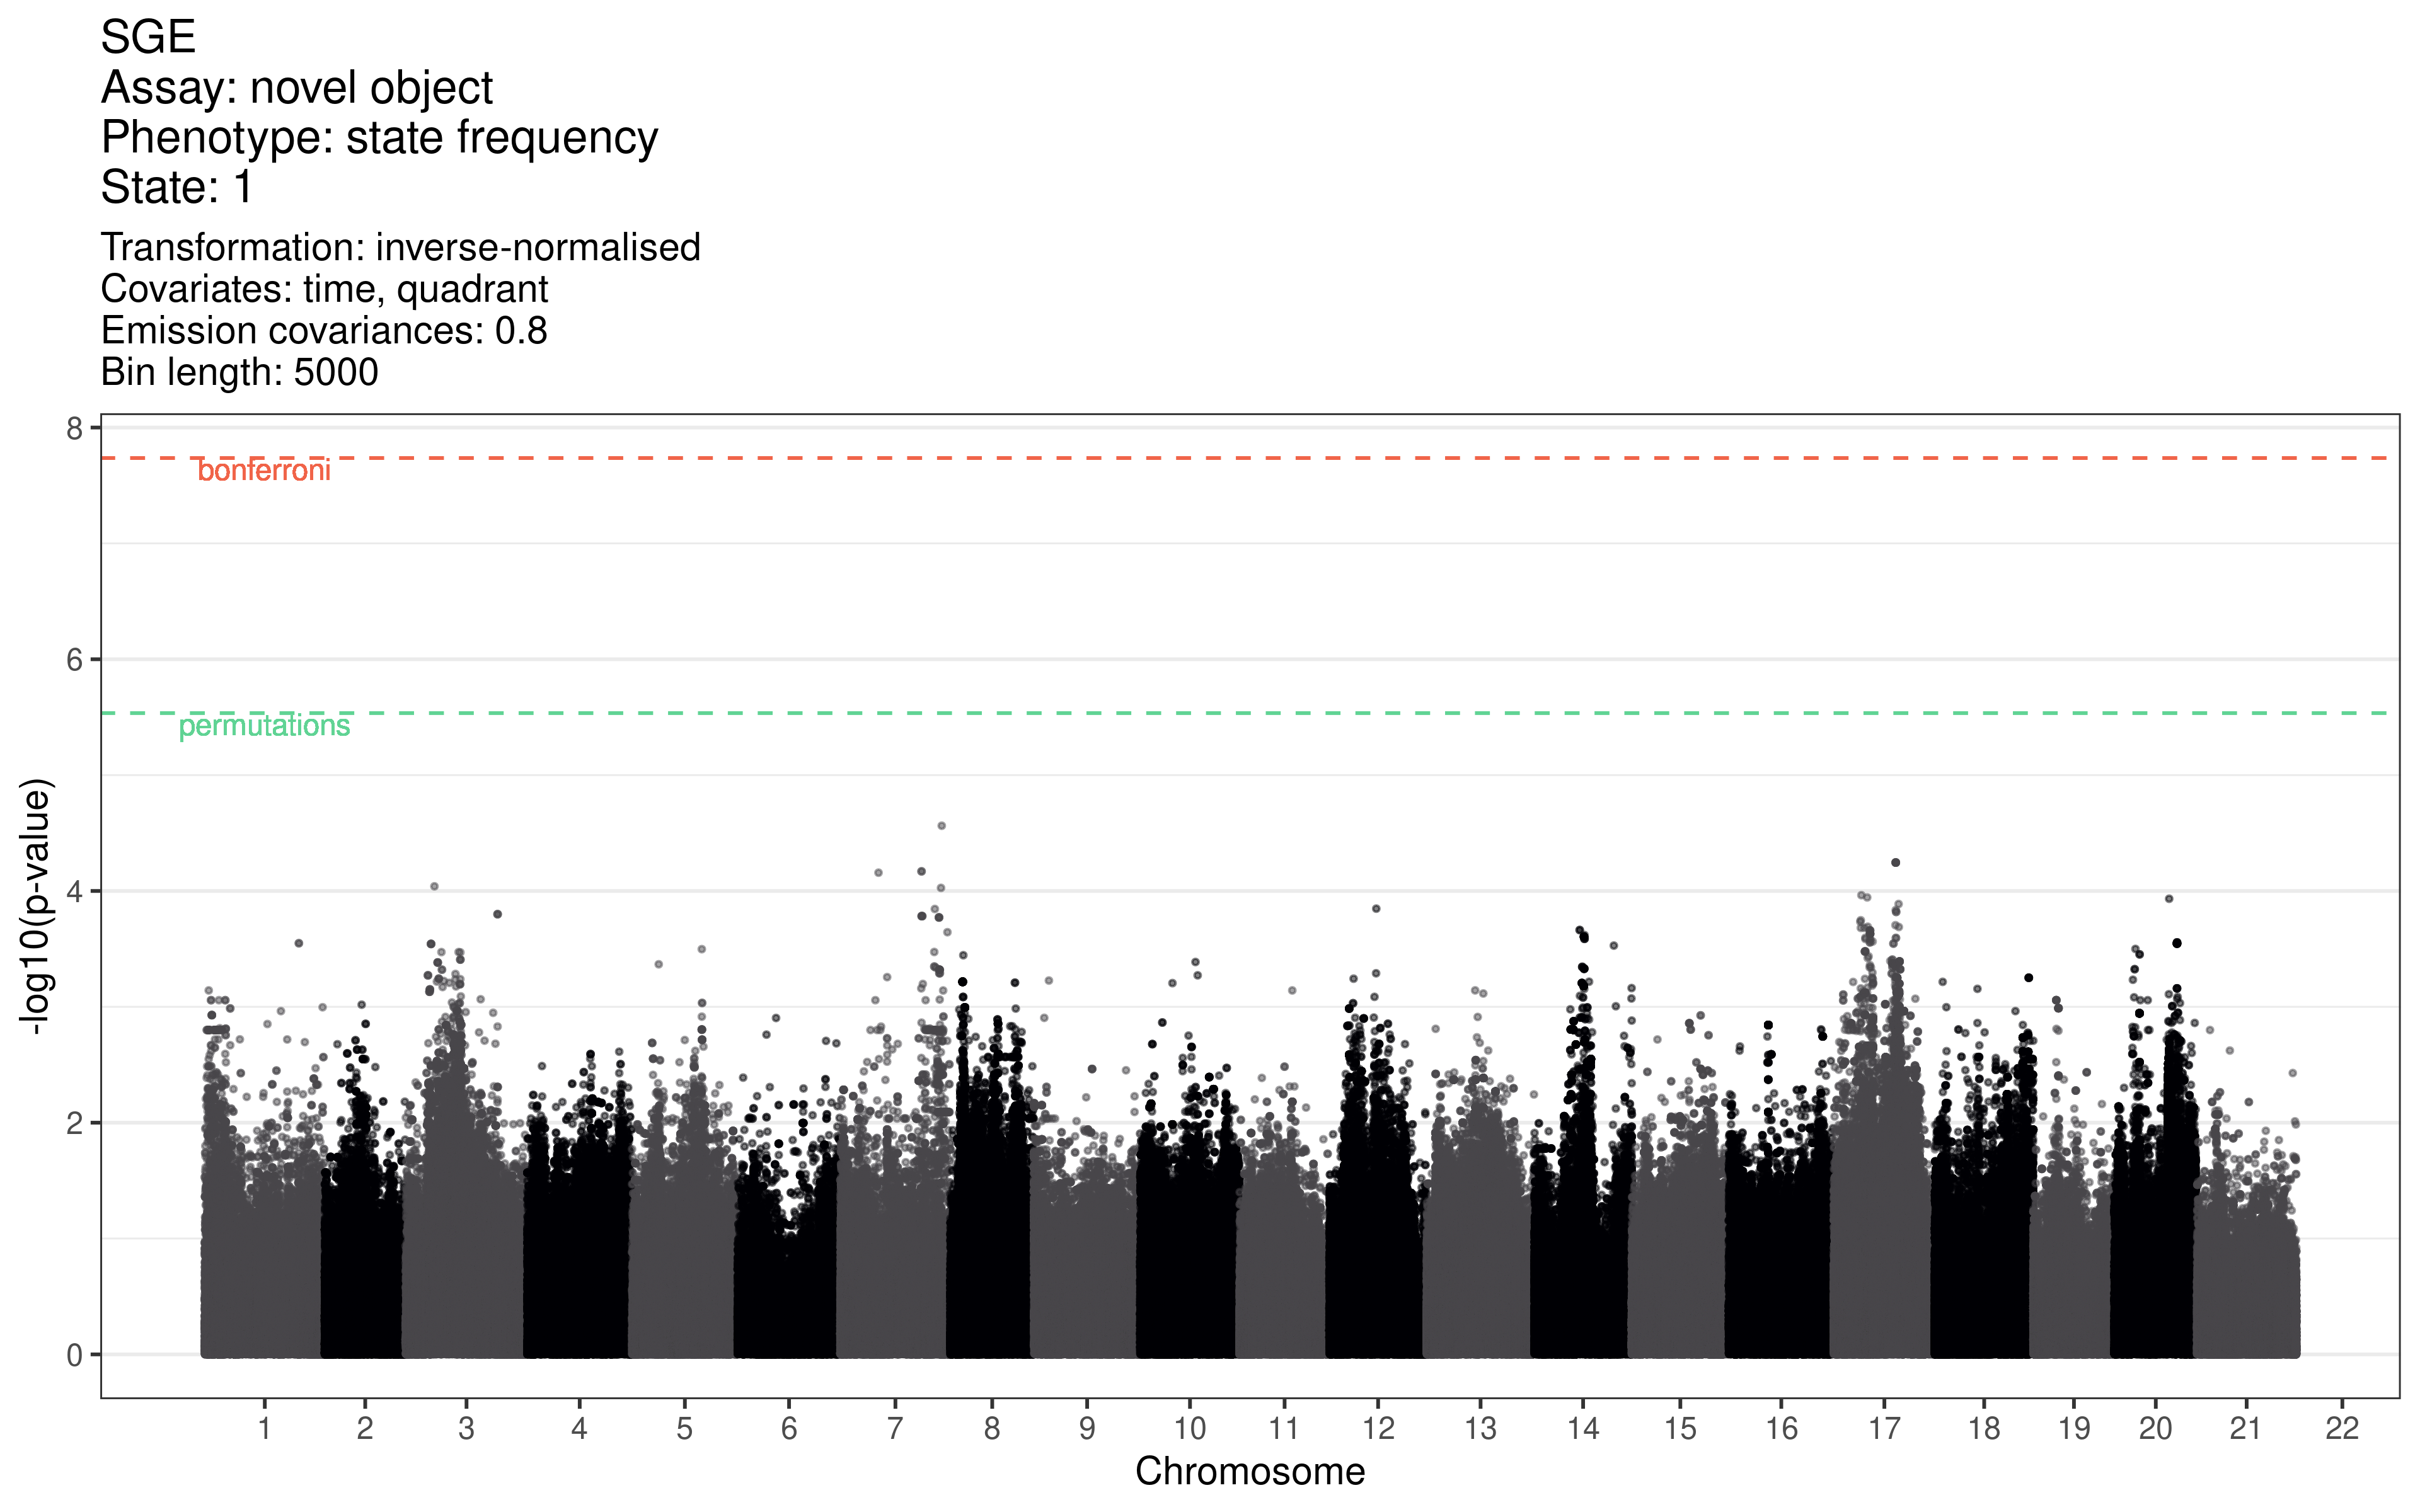 SGE
Assay: novel object
Phenotype: state frequency
State: 1
Transformation: inverse-normalised
Covariates: time, quadrant
Emission covariances: 0.8
Bin length: 5000
8
bonferroni
6
permutations
-log10(p-value)
4
2
0
1 2 3 4 5 6 7 8 9 10 11 12 13 14 15 16 17 18 19 20 21 22
Chromosome